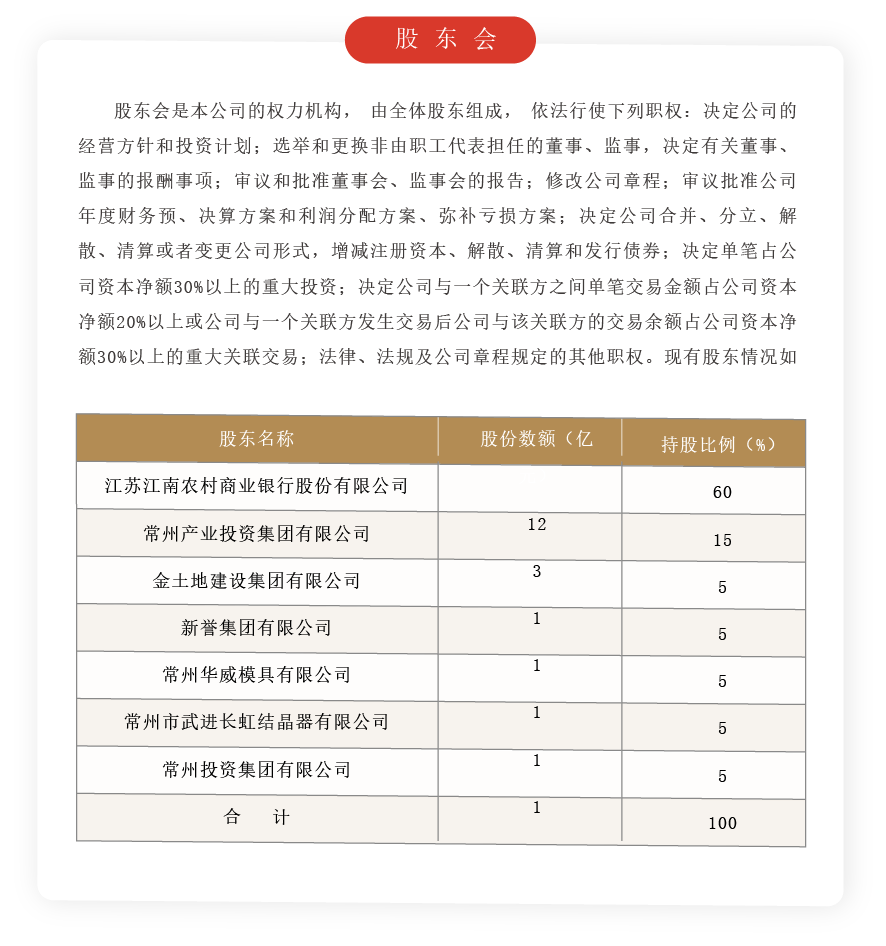 股 东 会
股东会是本公司的权力机构， 由全体股东组成， 依法行使下列职权：决定公司的
经营方针和投资计划；选举和更换非由职工代表担任的董事、监事，决定有关董事、
监事的报酬事项；审议和批准董事会、监事会的报告；修改公司章程；审议批准公司
年度财务预、决算方案和利润分配方案、弥补亏损方案；决定公司合并、分立、解
散、清算或者变更公司形式，增减注册资本、解散、清算和发行债券；决定单笔占公
司资本净额30%以上的重大投资；决定公司与一个关联方之间单笔交易金额占公司资本
净额20%以上或公司与一个关联方发生交易后公司与该关联方的交易余额占公司资本净
额30%以上的重大关联交易；法律、法规及公司章程规定的其他职权。现有股东情况如
股东名称 股份数额（亿 持股比例（%）
江苏江南农村商业银行股份有限公司 60
常州产业投资集团有限公司 12 15
金土地建设集团有限公司 3 5
新誉集团有限公司 1 5
常州华威模具有限公司 1 5
常州市武进长虹结晶器有限公司 1 5
常州投资集团有限公司 1 5
合 计 1 100